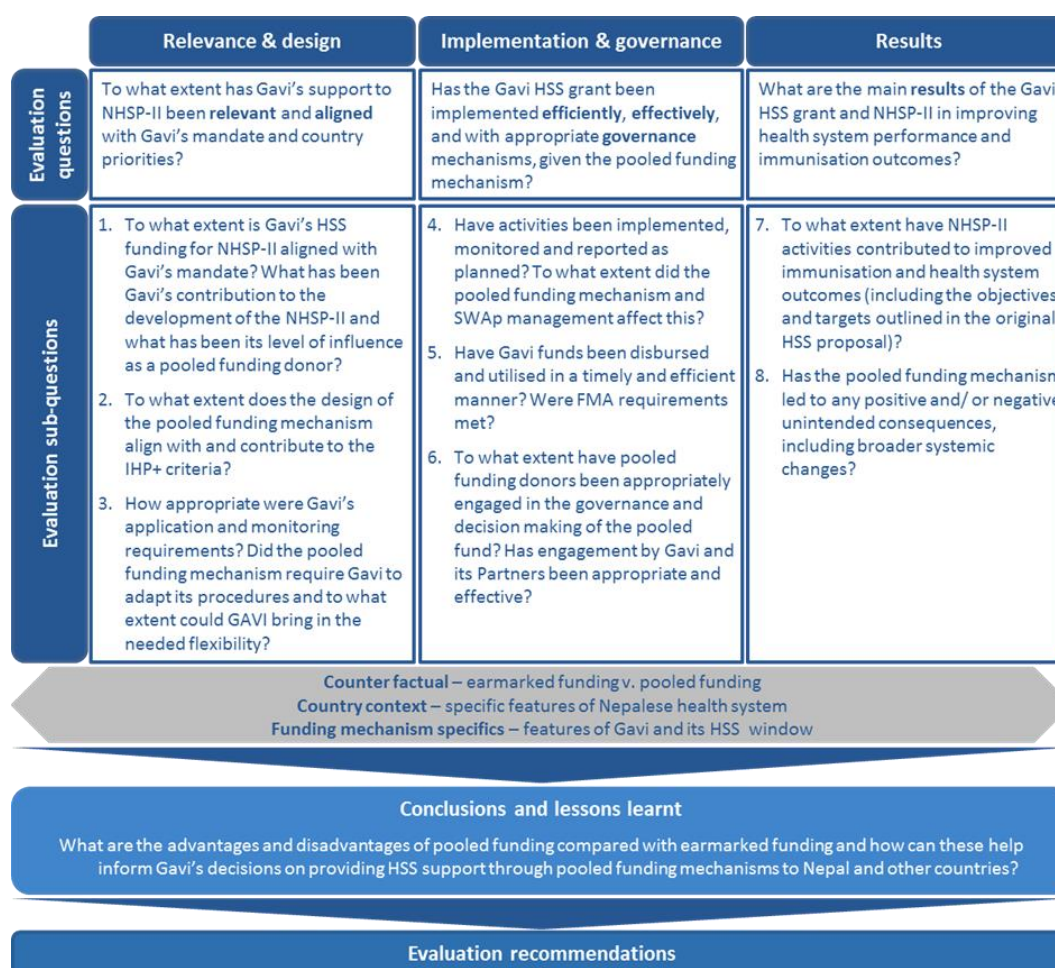 Relevance & design
Implementation & governance
Results
Evaluation
questions
To what extent has Gavi's support to
NHSP-II been relevant and aligned
with Gavi's mandate and country
priorities?
Has the Gavi HSS grant been
implemented efficiently, effectively,
and with appropriate governance
mechanisms, given the pooled funding
mechanism?
What are the main results of the Gavi
HSS grant and NHSP-II in improving
health system performance and
immunisation outcomes?
Evaluation sub-questions
1. To what extent is Gavi's HSS
funding for NHSP-II aligned with
Gavi's mandate? What has been
Gavi's contribution to the
development of the NHSP-II and
what has been its level of influence
as a pooled funding donor?
2. To what extent does the design of
the pooled funding mechanism
align with and contribute to the
IHP+ criteria?
3. How appropriate were Gavi's
application and monitoring
requirements? Did the pooled
funding mechanism require Gavi to
adapt its procedures and to what
extent could GAVI bring in the
needed flexibility?
4. Have activities been implemented,
monitored and reported as
planned? To what extent did the
pooled funding mechanism and
SWAp management affect this?
5. Have Gavi funds been disbursed
and utilised in a timely and efficient
manner? Were FMA requirements
met?
6. To what extent have pooled
funding donors been appropriately
engaged in the governance and
decision making of the pooled
fund? Has engagement by Gavi and
its Partners been appropriate and
effective?
7. To what extent have NHSP-II
activities contributed to improved
immunisation and health system
outcomes (including the objectives
and targets outlined in the original
HSS proposal)?
8. Has the pooled funding mechanism
led to any positive and/ or negative
unintended consequences,
including broader systemic
changes?
Counter factual – earmarked funding v. pooled funding
Country context – specific features of Nepalese health system
Funding mechanism specifics – features of Gavi and its HSS window
Conclusions and lessons learnt
What are the advantages and disadvantages of pooled funding compared with earmarked funding and how can these help
inform Gavi's decisions on providing HSS support through pooled funding mechanisms to Nepal and other countries?
Evaluation recommendations